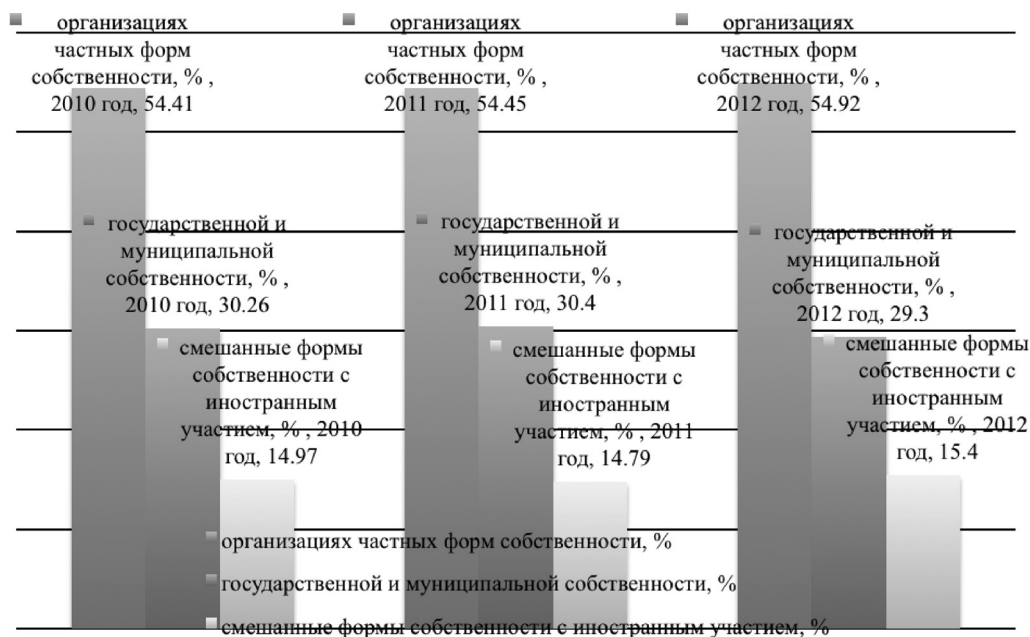 организациях
частных форм
собственности, % ,
2010 год, 54.41
организациях
частных форм
собственности, % ,
2011 год, 54.45
организациях
частных форм
собственности, % ,
2012 год, 54.92
государственной и
муниципальной
собственности, % ,
2010 год, 30.26
государственной и
муниципальной
собственности, % ,
2011 год, 30.4
государственной и
муниципальной
собственности, % ,
2012 год, 29.3
смешанные формы
собственности с
иностранным
участием, % , 2010
год, 14.97
смешанные формы
собственности с
иностранным
участием, % , 2011
год, 14.79
смешанные формы
собственности с
иностранным
участием, % , 2012
год, 15.4
организациях частных форм собственности, %
государственной и муниципальной собственности, %
смешанные формы собственности с иностранным участием, %